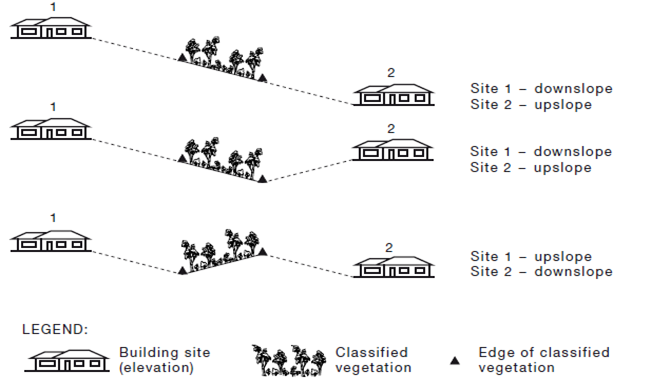 1
2
Site 1 – downslope
Site 2 – upslope
1
2
Site 1 – downslope
Site 2 – upslope
1
2
Site 1 – upslope
Site 2 – downslope
LEGEND:
Building site
(elevation)
Classified
vegetation
Edge of classified
vegetation